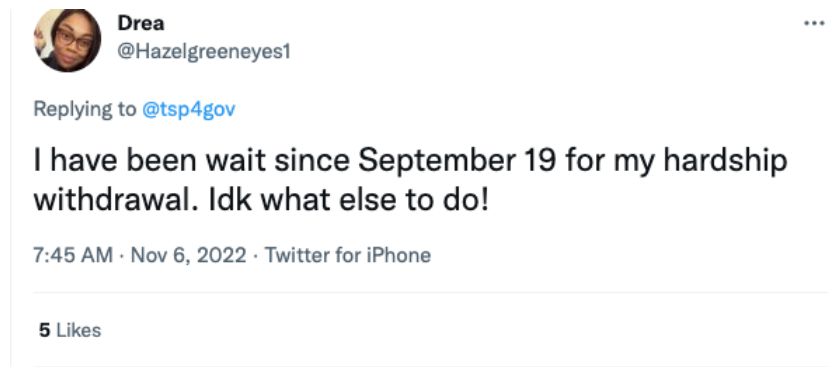 Drea
@Hazelgreeneyes1
Replying to @tsp4gov
I have been wait since September 19 for my hardship
withdrawal. Idk what else to do!
7:45 AM · Nov 6, 2022 · Twitter for iPhone
5 Likes